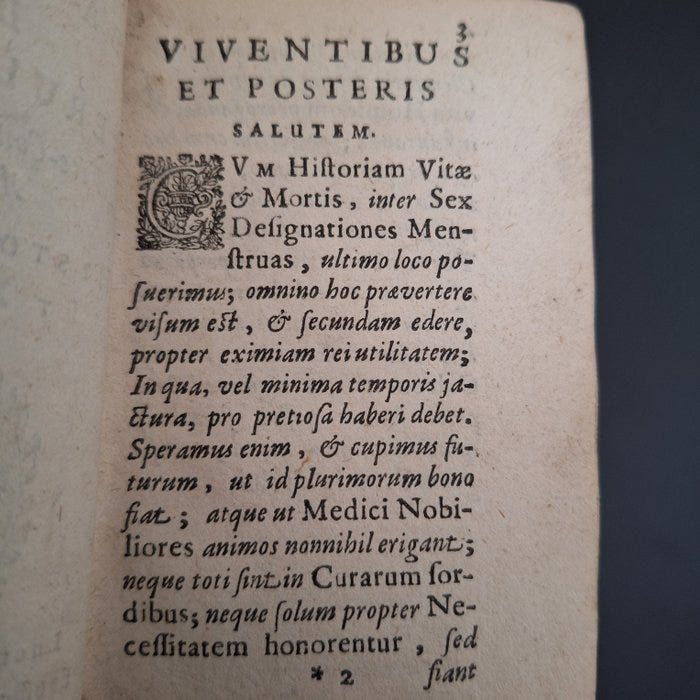 3
VIVENTIBUS
ET POSTERIS
SALUTEM.
CVM Hiſtoriam Vitæ
& Mortis, inter Sex
Deſignationes Men-
ſtruas, ultimo loco po-
ſuerimus; omnino hoc prævertere
viſum eſt, & ſecundam edere,
propter eximiam rei utilitatem;
In qua, vel minima temporis ja-
ctura, pro pretioſa haberi debet.
Speramus enim, & cupimus fu-
turum, ut id plurimorum bono
fiat; atque ut Medici Nobi-
liores animos nonnihil erigant;
neque toti ſint in Curarum ſor-
dibus; neque ſolum propter Ne-
ceſſitatem honorentur, ſed
* 2 fiant